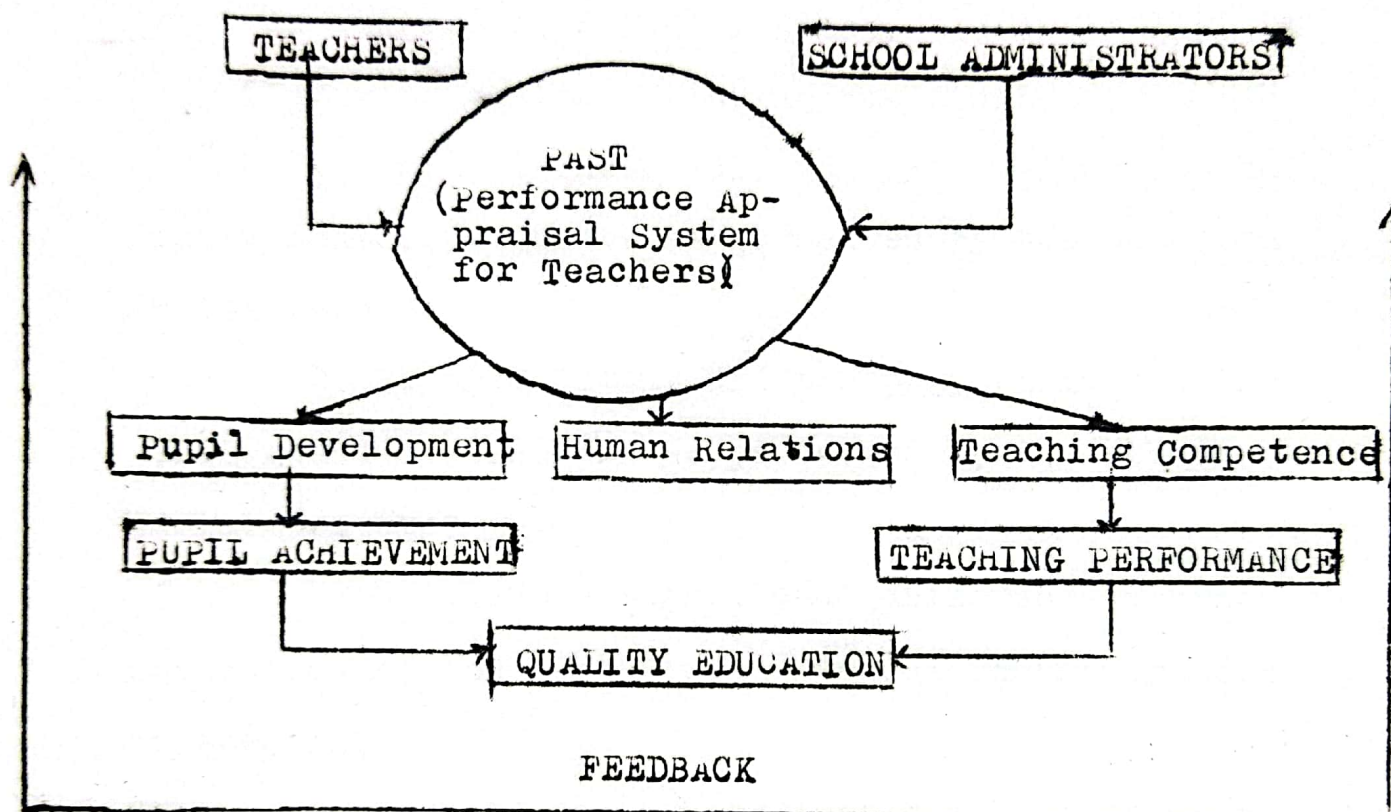 TEACHERS
SCHOOL ADMINISTRATORS
PAST
(Performance Ap-
praisal System
for Teachers)
Pupil Development
Human Relations
Teaching Competence
PUPIL ACHIEVEMENT
TEACHING PERFORMANCE
QUALITY EDUCATION
FEEDBACK